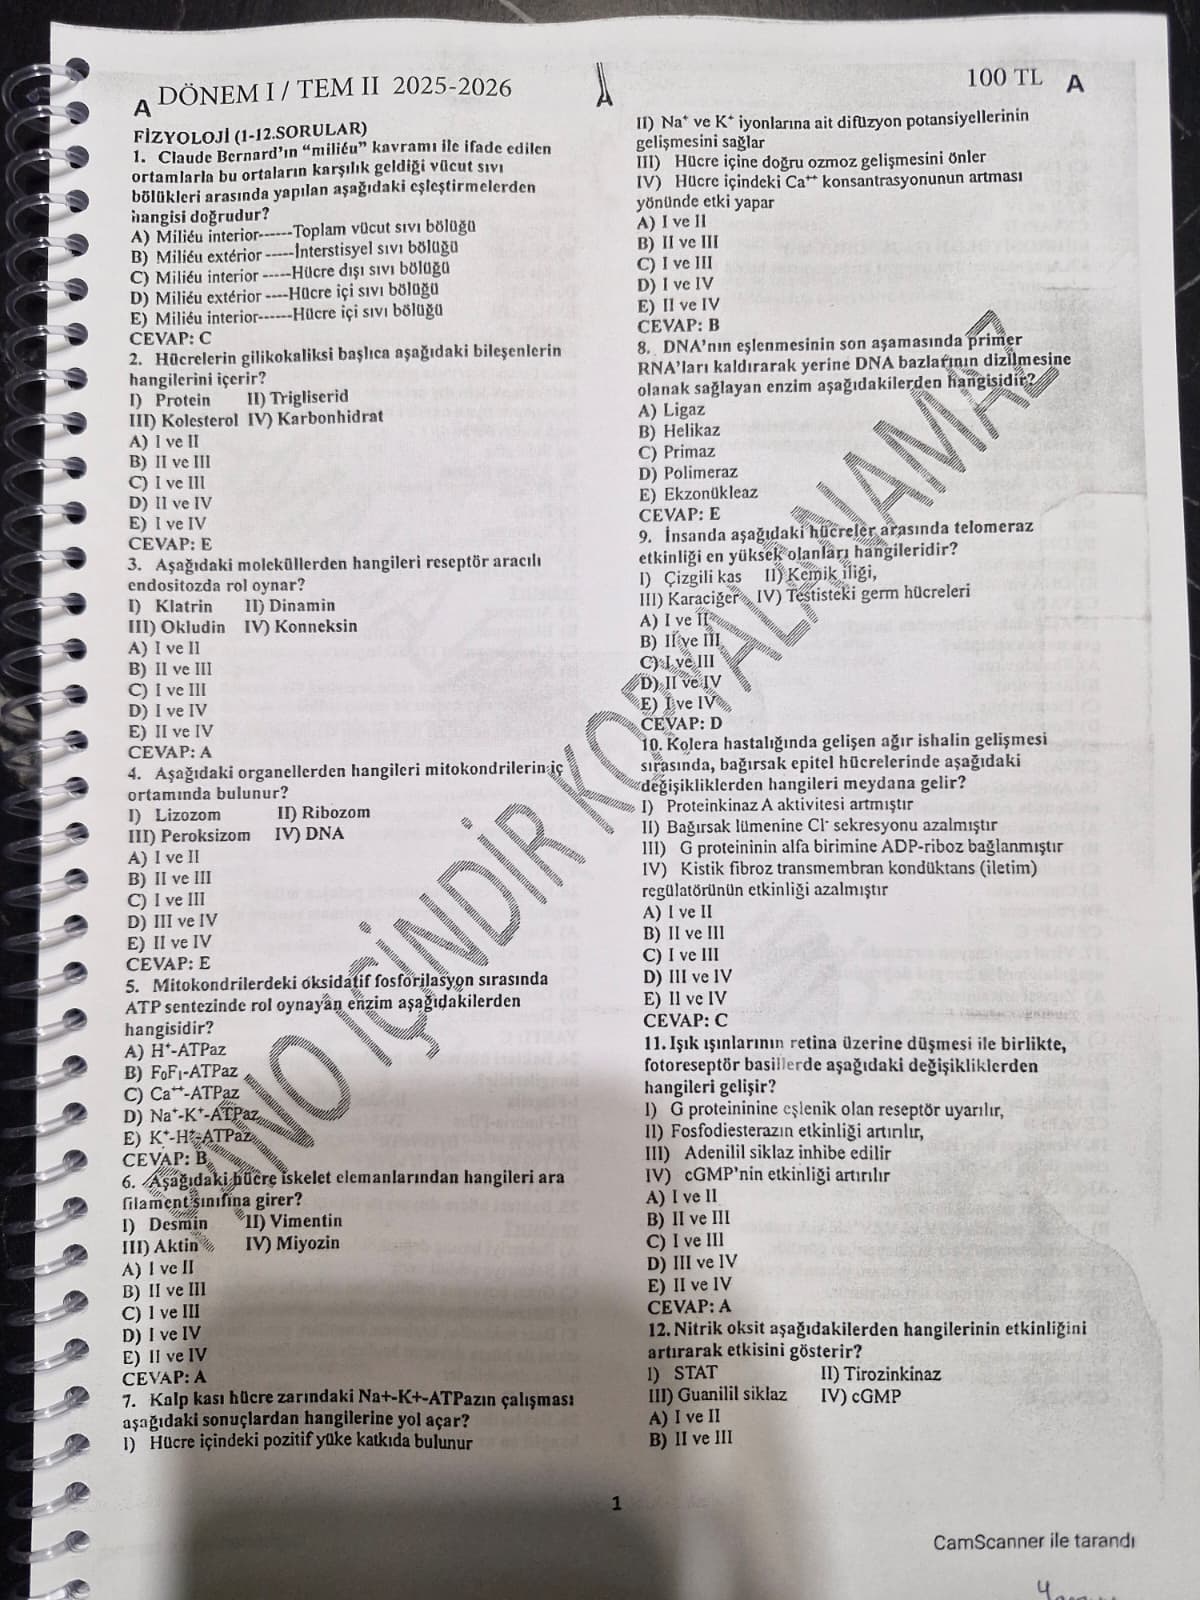 A DÖNEM I / TEM II 2025-2026
100 TL A
FİZYOLOJİ (1-12.SORULAR)
1. Claude Bernard'ın "miliéu" kavramı ile ifade edilen
ortamlarla bu ortaların karşılık geldiği vücut sıvı
bölükleri arasında yapılan aşağıdaki eşleştirmelerden
hangisi doğrudur?
A) Miliéu interior------Toplam vücut sıvı bölüğü
B) Miliéu extérior -----İnterstisyel sıvı bölüğü
C) Miliéu interior -----Hücre dışı sıvı bölüğü
D) Miliéu extérior ----Hücre içi sıvı bölüğü
E) Miliéu interior------Hücre içi sıvı bölüğü
CEVAP: C
2. Hücrelerin gilikokaliksi başlıca aşağıdaki bileşenlerin
hangilerini içerir?
I) Protein II) Trigliserid
III) Kolesterol IV) Karbonhidrat
A) I ve II
B) II ve III
C) I ve III
D) II ve IV
E) I ve IV
CEVAP: E
3. Aşağıdaki moleküllerden hangileri reseptör aracılı
endositozda rol oynar?
I) Klatrin II) Dinamin
III) Okludin IV) Konneksin
A) I ve II
B) II ve III
C) I ve III
D) I ve IV
E) II ve IV
CEVAP: A
4. Aşağıdaki organellerden hangileri mitokondrilerin iç
ortamında bulunur?
I) Lizozom II) Ribozom
III) Peroksizom IV) DNA
A) I ve II
B) II ve III
C) I ve III
D) III ve IV
E) II ve IV
CEVAP: E
5. Mitokondrilerdeki oksidatif fosforilasyon sırasında
ATP sentezinde rol oynayan enzim aşağıdakilerden
hangisidir?
A) H⁺-ATPaz
B) F₀F₁-ATPaz
C) Ca⁺⁺-ATPaz
D) Na⁺-K⁺-ATPaz
E) K⁺-H⁺-ATPaz
CEVAP: B
6. Aşağıdaki hücre iskelet elemanlarından hangileri ara
filament sınıfına girer?
I) Desmin II) Vimentin
III) Aktin IV) Miyozin
A) I ve II
B) II ve III
C) I ve III
D) I ve IV
E) II ve IV
CEVAP: A
7. Kalp kası hücre zarındaki Na+-K+-ATPazın çalışması
aşağıdaki sonuçlardan hangilerine yol açar?
I) Hücre içindeki pozitif yüke katkıda bulunur
II) Na⁺ ve K⁺ iyonlarına ait difüzyon potansiyellerinin
gelişmesini sağlar
III) Hücre içine doğru ozmoz gelişmesini önler
IV) Hücre içindeki Ca⁺⁺ konsantrasyonunun artması
yönünde etki yapar
A) I ve II
B) II ve III
C) I ve III
D) I ve IV
E) II ve IV
CEVAP: B
8. DNA'nın eşlenmesinin son aşamasında primer
RNA'ları kaldırarak yerine DNA bazlarının dizilmesine
olanak sağlayan enzim aşağıdakilerden hangisidir?
A) Ligaz
B) Helikaz
C) Primaz
D) Polimeraz
E) Ekzonükleaz
CEVAP: E
9. İnsanda aşağıdaki hücreler arasında telomeraz
etkinliği en yüksek olanları hangileridir?
I) Çizgili kas II) Kemik iliği,
III) Karaciğer IV) Testisteki germ hücreleri
A) I ve II
B) II ve III
C) I ve III
D) II ve IV
E) I ve IV
CEVAP: D
10. Kolera hastalığında gelişen ağır ishalin gelişmesi
sırasında, bağırsak epitel hücrelerinde aşağıdaki
değişikliklerden hangileri meydana gelir?
I) Proteinkinaz A aktivitesi artmıştır
II) Bağırsak lümenine Cl⁻ sekresyonu azalmıştır
III) G proteininin alfa birimine ADP-riboz bağlanmıştır
IV) Kistik fibroz transmembran kondüktans (iletim)
regülatörünün etkinliği azalmıştır
A) I ve II
B) II ve III
C) I ve III
D) III ve IV
E) II ve IV
CEVAP: C
11. Işık ışınlarının retina üzerine düşmesi ile birlikte,
fotoreseptör basillerde aşağıdaki değişikliklerden
hangileri gelişir?
I) G proteininine eşlenik olan reseptör uyarılır,
II) Fosfodiesterazın etkinliği artırılır,
III) Adenilil siklaz inhibe edilir
IV) cGMP'nin etkinliği artırılır
A) I ve II
B) II ve III
C) I ve III
D) III ve IV
E) II ve IV
CEVAP: A
12. Nitrik oksit aşağıdakilerden hangilerinin etkinliğini
artırarak etkisini gösterir?
I) STAT II) Tirozinkinaz
III) Guanilil siklaz IV) cGMP
A) I ve II
B) II ve III
İÇİNDİR KOPYALANAMAZ
1
CamScanner ile tarandı